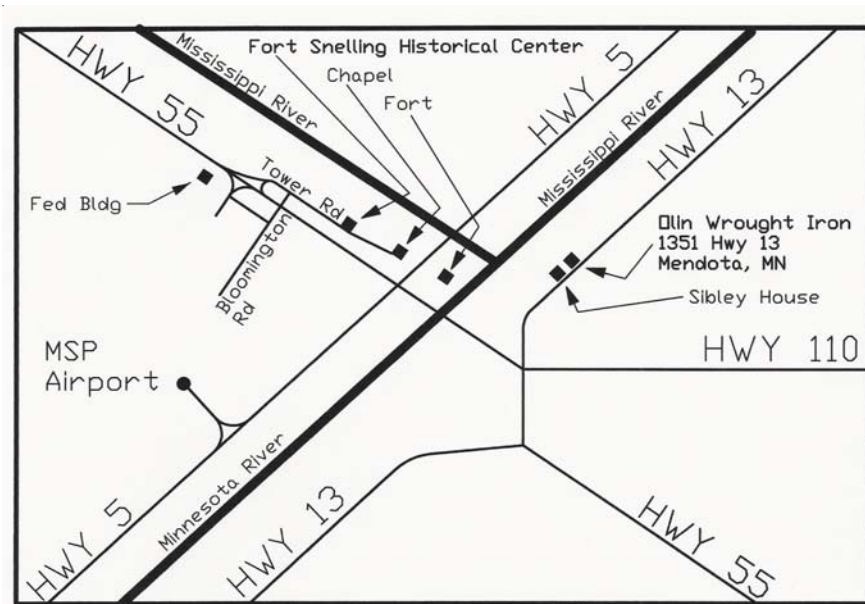 HWY 55
Mississippi River
Fort Snelling Historical Center
Chapel
Fort
HWY 5
Mississippi River
HWY 13
Fed Bldg
Tower Rd
Bloomington
Rd
Olin Wrought Iron
1351 Hwy 13
Mendota, MN
Sibley House
MSP
Airport
HWY 110
Minnesota River
HWY 5
HWY 13
HWY 55